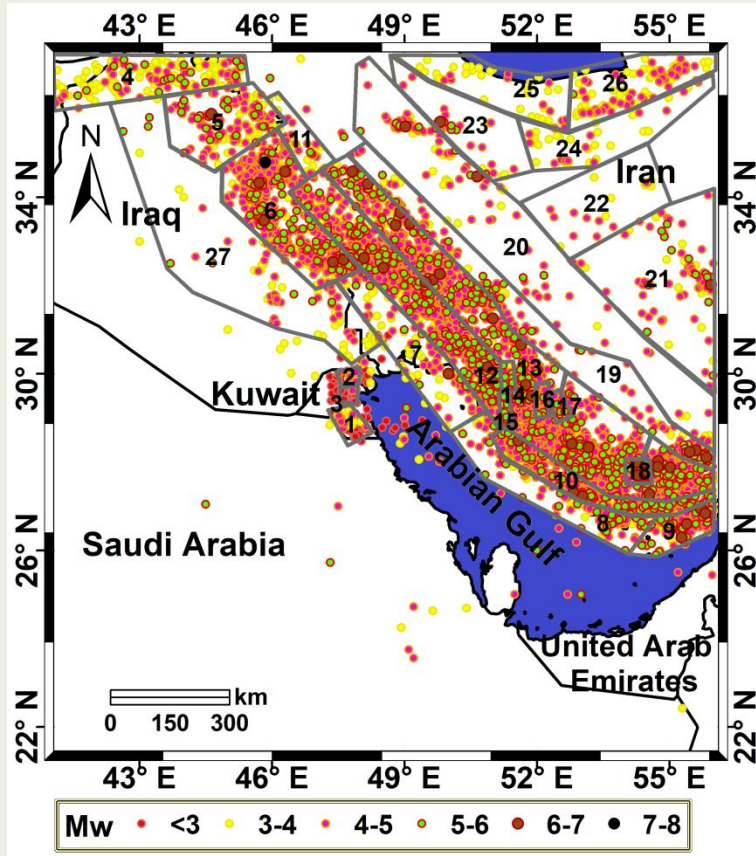 43° E 46° E 49° E 52° E 55° E
4
25
26
5
11
23
24
N
34° N
34° N
Iran
Iraq
6
22
27
20
21
7
30° N
30° N
Kuwait
2
3
1
12
13
14
15
16
17
19
18
Arabian Gulf
10
8
9
Saudi Arabia
26° N
26° N
United Arab
Emirates
km
0 150 300
22° N
22° N
43° E 46° E 49° E 52° E 55° E
Mw <3 3-4 4-5 5-6 6-7 7-8